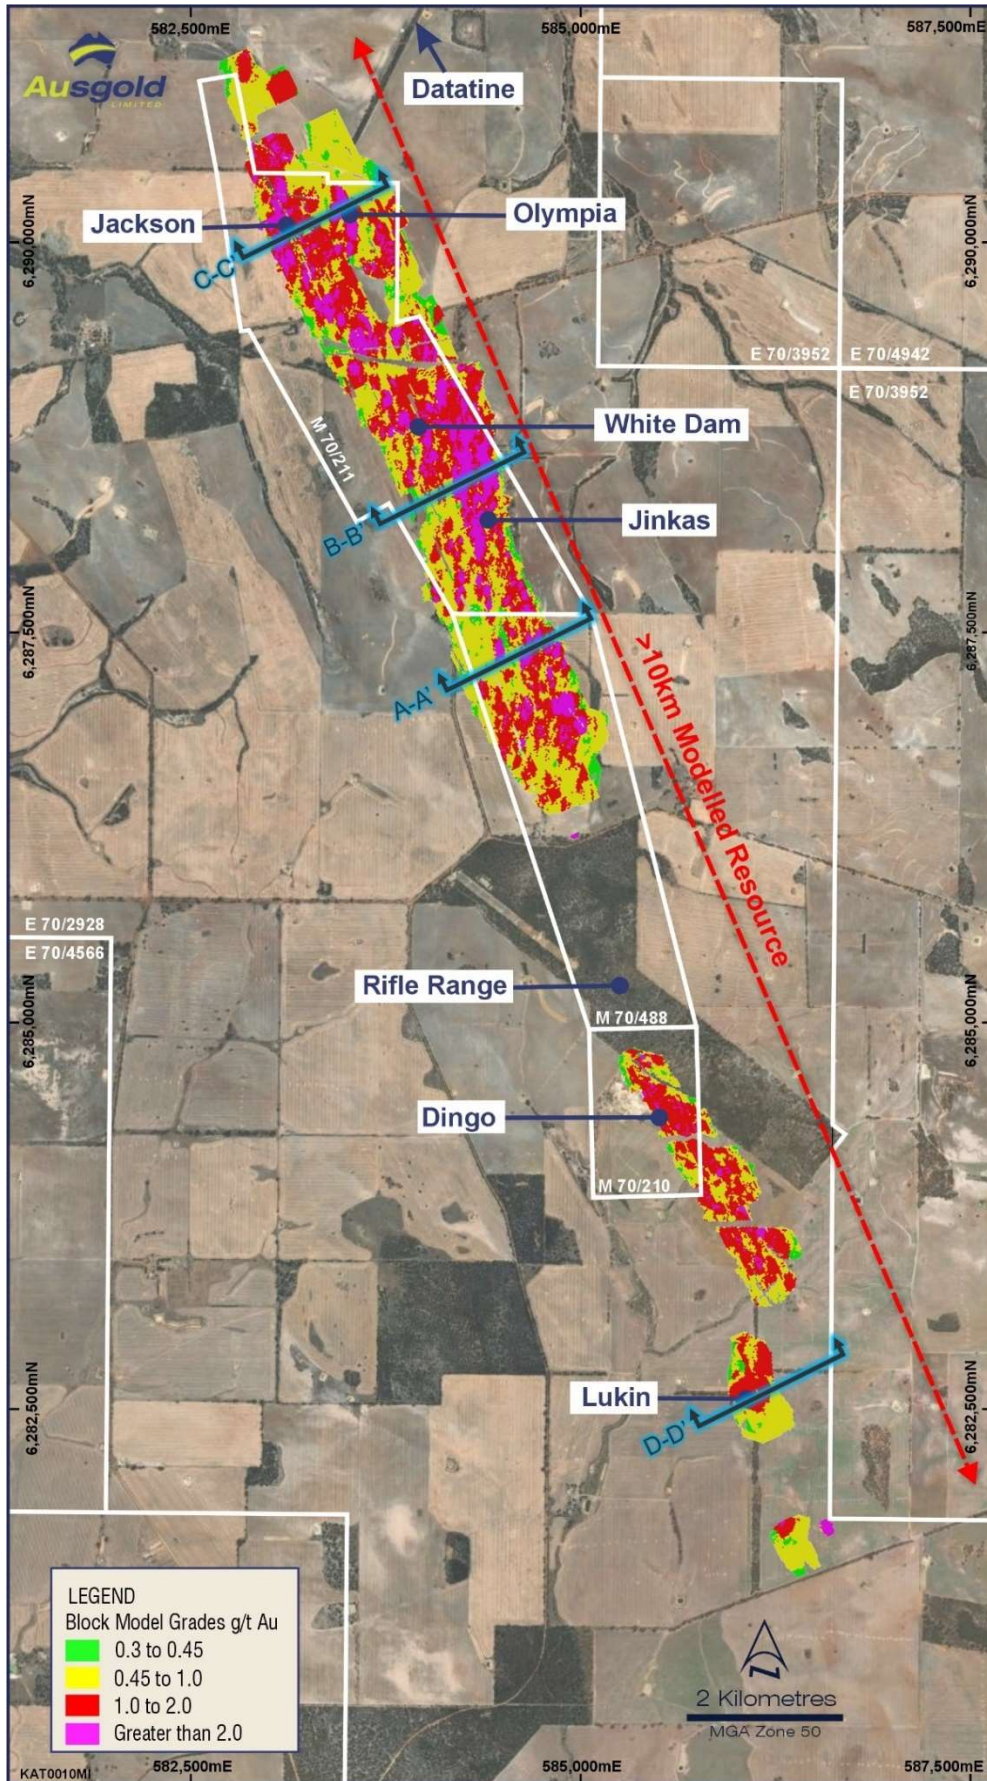 582,500mE
585,000mE
587,500mE
Ausgold
LIMITED
Datatine
Jackson
Olympia
6,290,000mN
6,290,000mN
C-C'
E 70/3952
E 70/4942
E 70/3952
White Dam
M 70/211
Jinkas
B-B'
6,287,500mN
6,287,500mN
A-A'
>10km Modelled Resource
E 70/2928
E 70/4566
Rifle Range
6,285,000mN
M 70/488
6,285,000mN
Dingo
M 70/210
6,282,500mN
Lukin
6,282,500mN
D-D'
LEGEND
Block Model Grades g/t Au
0.3 to 0.45
0.45 to 1.0
1.0 to 2.0
Greater than 2.0
N
2 Kilometres
MGA Zone 50
KAT0010MI
582,500mE
585,000mE
587,500mE